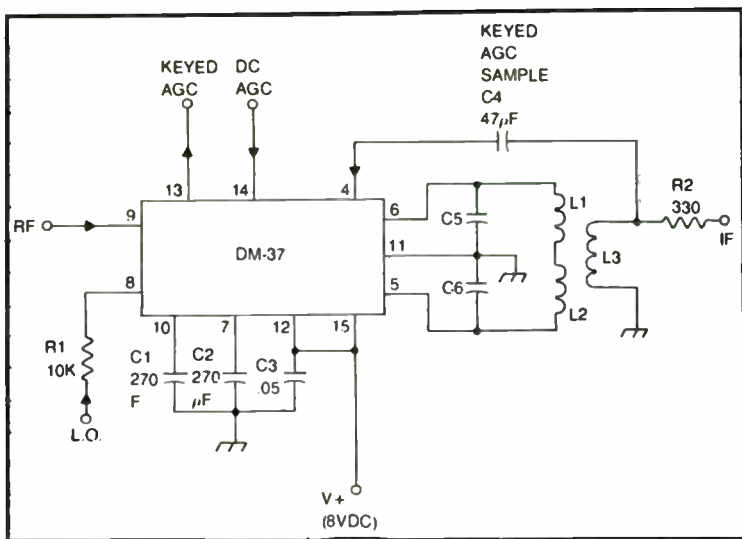 KEYED
AGC
SAMPLE
C4
47µF
KEYED
AGC
DC
AGC
13
14
4
RF
9
6
L1
R2
330
IF
C5
DM-37
11
L3
8
5
C6
L2
10
7
12
15
R1
10K
C1
270
F
C2
270
µF
C3
.05
L.O.
V+
(8VDC)